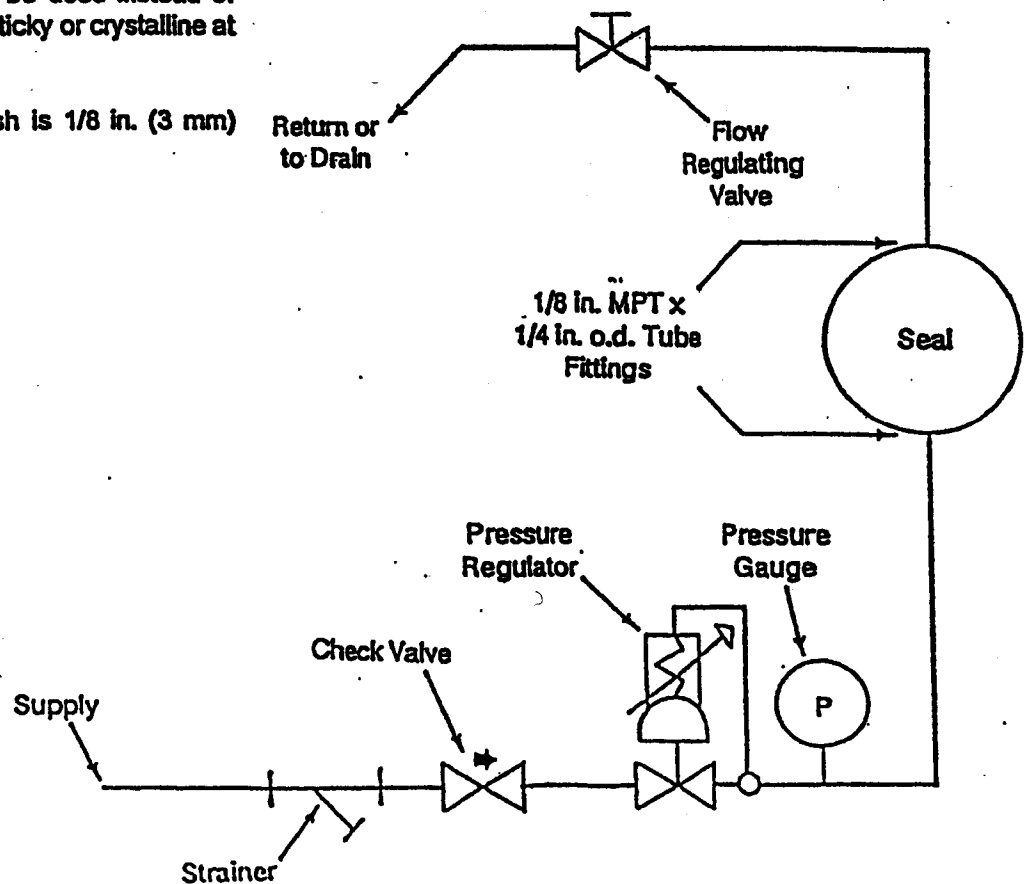 ticky or crystalline at
sh is 1/8 in. (3 mm)
Return or
to Drain
Flow
Regulating
Valve
1/8 in. MPT x
1/4 in. o.d. Tube
Fittings
Seal
Pressure
Regulator
Pressure
Gauge
Check Valve
Supply
P
Strainer